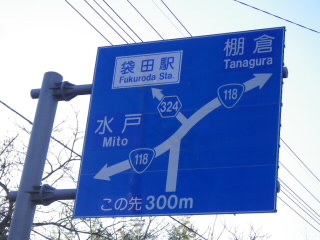 棚倉
Tanagura
袋田駅
Fukuroda Sta.
324
118
水戸
Mito
118
この先300m